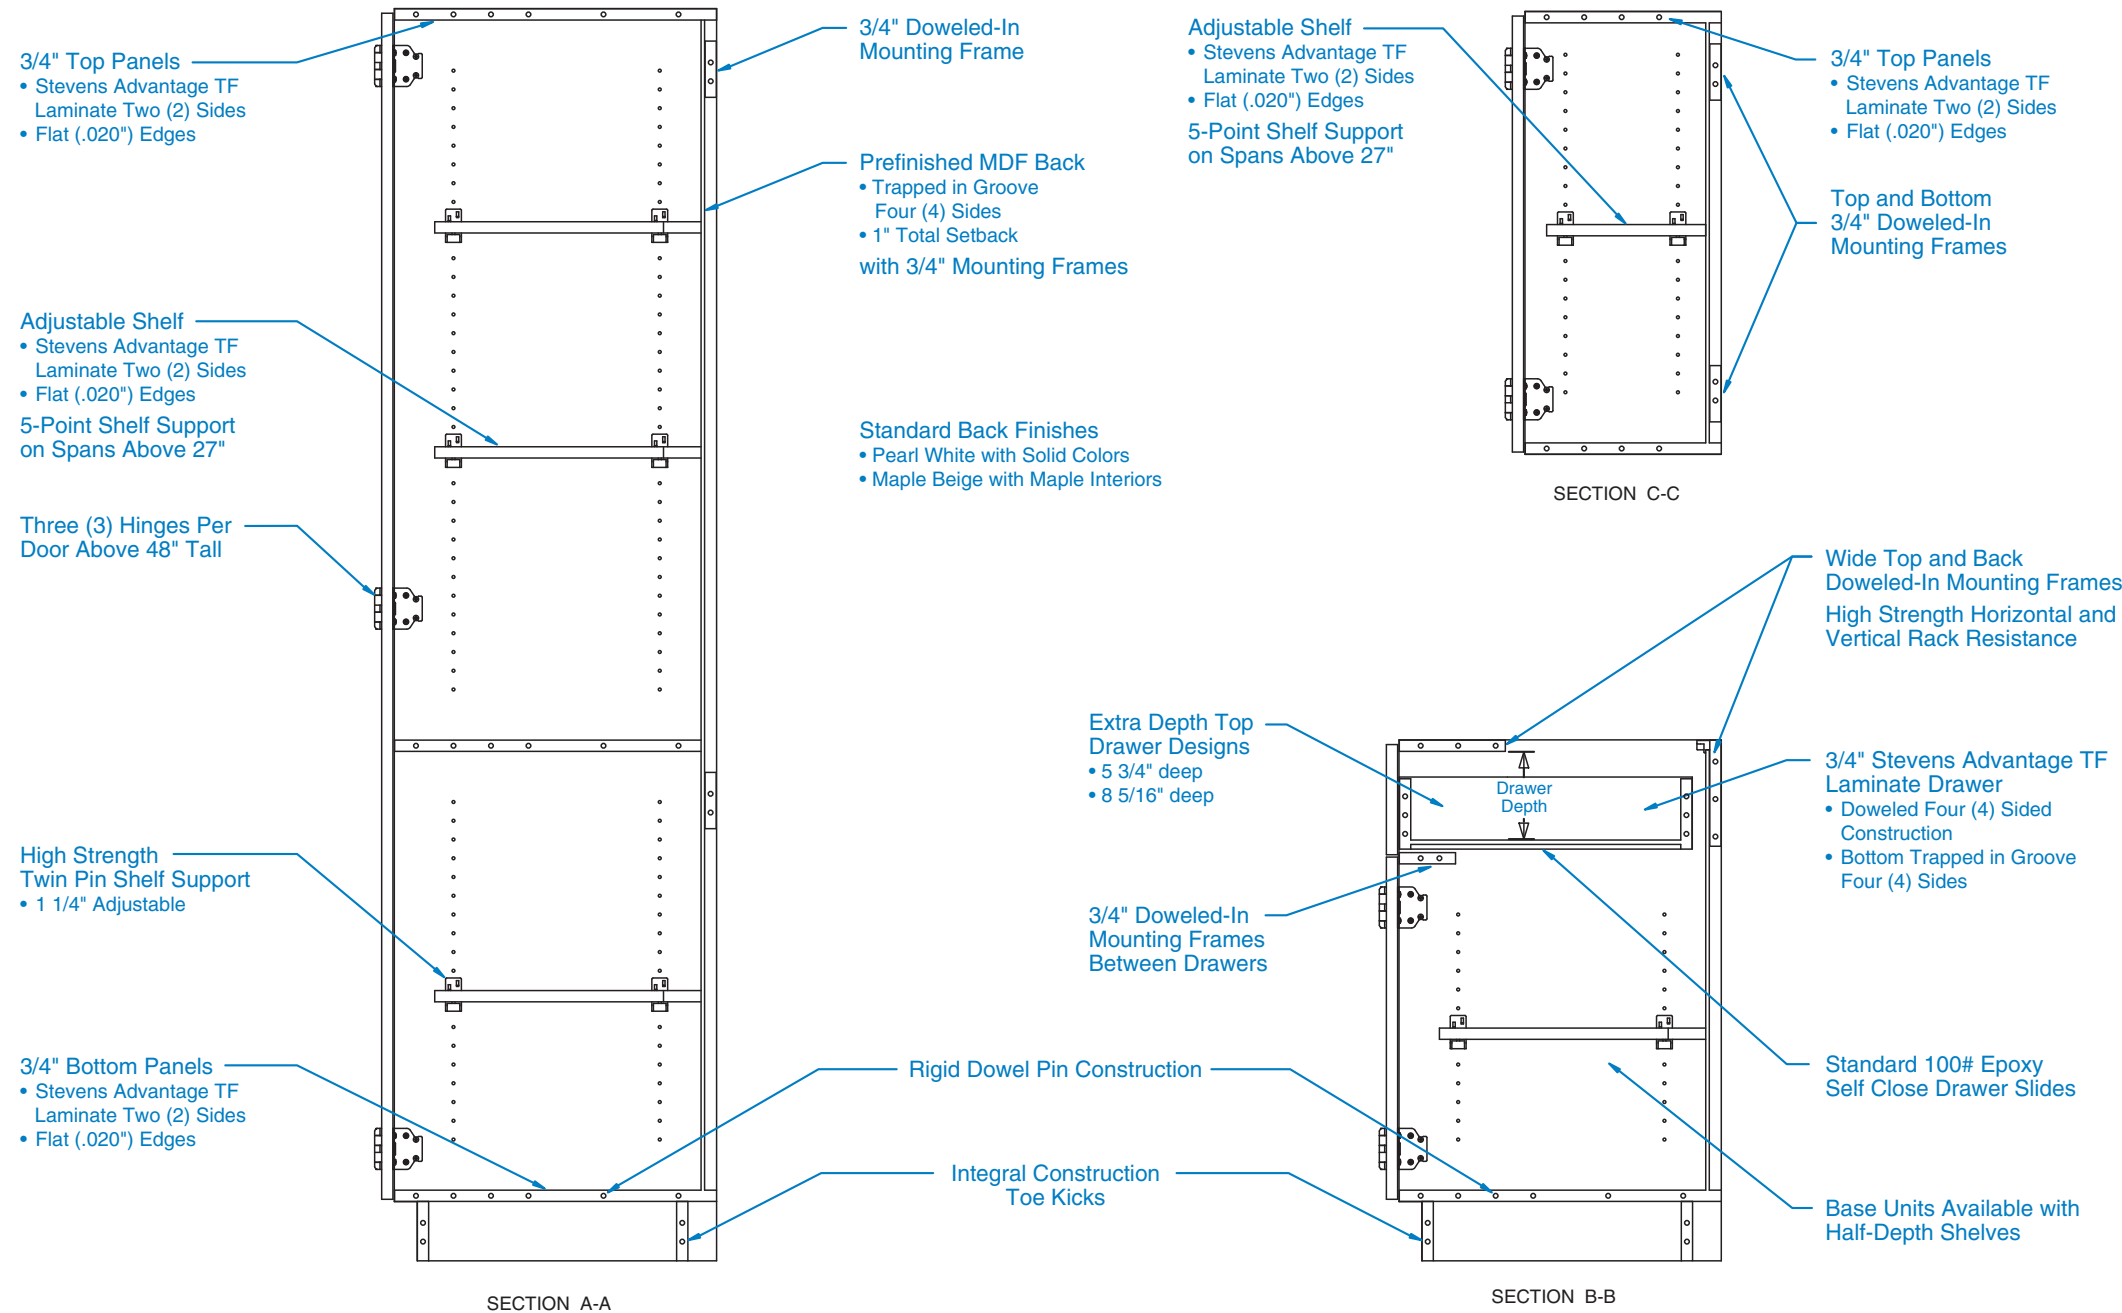 3/4" Top Panels
• Stevens Advantage TF
Laminate Two (2) Sides
• Flat (.020") Edges
Adjustable Shelf
• Stevens Advantage TF
Laminate Two (2) Sides
• Flat (.020") Edges
5-Point Shelf Support
on Spans Above 27"
Three (3) Hinges Per
Door Above 48" Tall
High Strength
Twin Pin Shelf Support
• 1 1/4" Adjustable
3/4" Bottom Panels
• Stevens Advantage TF
Laminate Two (2) Sides
• Flat (.020") Edges
SECTION A-A
3/4" Doweled-In
Mounting Frame
Prefinished MDF Back
• Trapped in Groove
Four (4) Sides
• 1" Total Setback
with 3/4" Mounting Frames
Standard Back Finishes
• Pearl White with Solid Colors
• Maple Beige with Maple Interiors
Rigid Dowel Pin Construction
Integral Construction
Toe Kicks
Adjustable Shelf
• Stevens Advantage TF
Laminate Two (2) Sides
• Flat (.020") Edges
5-Point Shelf Support
on Spans Above 27"
3/4" Top Panels
• Stevens Advantage TF
Laminate Two (2) Sides
• Flat (.020") Edges
Top and Bottom
3/4" Doweled-In
Mounting Frames
SECTION C-C
Wide Top and Back
Doweled-In Mounting Frames
High Strength Horizontal and
Vertical Rack Resistance
Extra Depth Top
Drawer Designs
• 5 3/4" deep
• 8 5/16" deep
Drawer
Depth
3/4" Stevens Advantage TF
Laminate Drawer
• Doweled Four (4) Sided
Construction
• Bottom Trapped in Groove
Four (4) Sides
3/4" Doweled-In
Mounting Frames
Between Drawers
Standard 100# Epoxy
Self Close Drawer Slides
Base Units Available with
Half-Depth Shelves
SECTION B-B